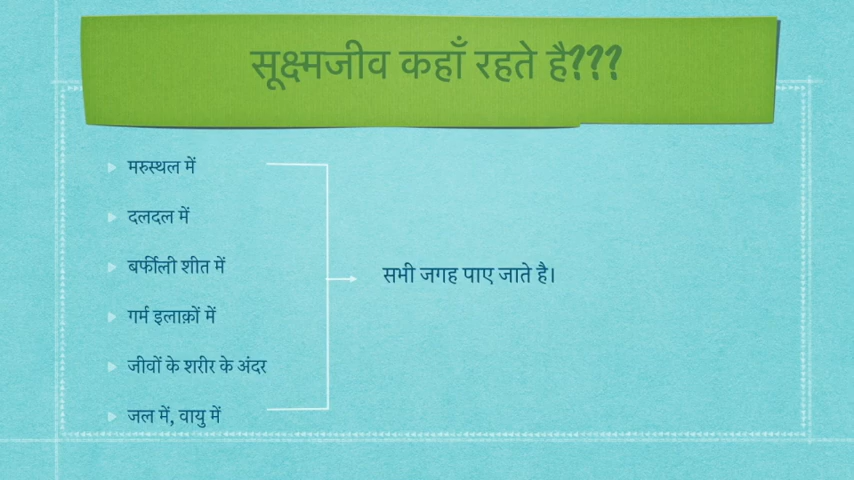 सूक्ष्मजीव कहाँ रहते है???
मरुस्थल में
दलदल में
बर्फीली शीत में
गर्म इलाक़ों में
जीवों के शरीर के अंदर
जल में, वायु में
सभी जगह पाए जाते है।